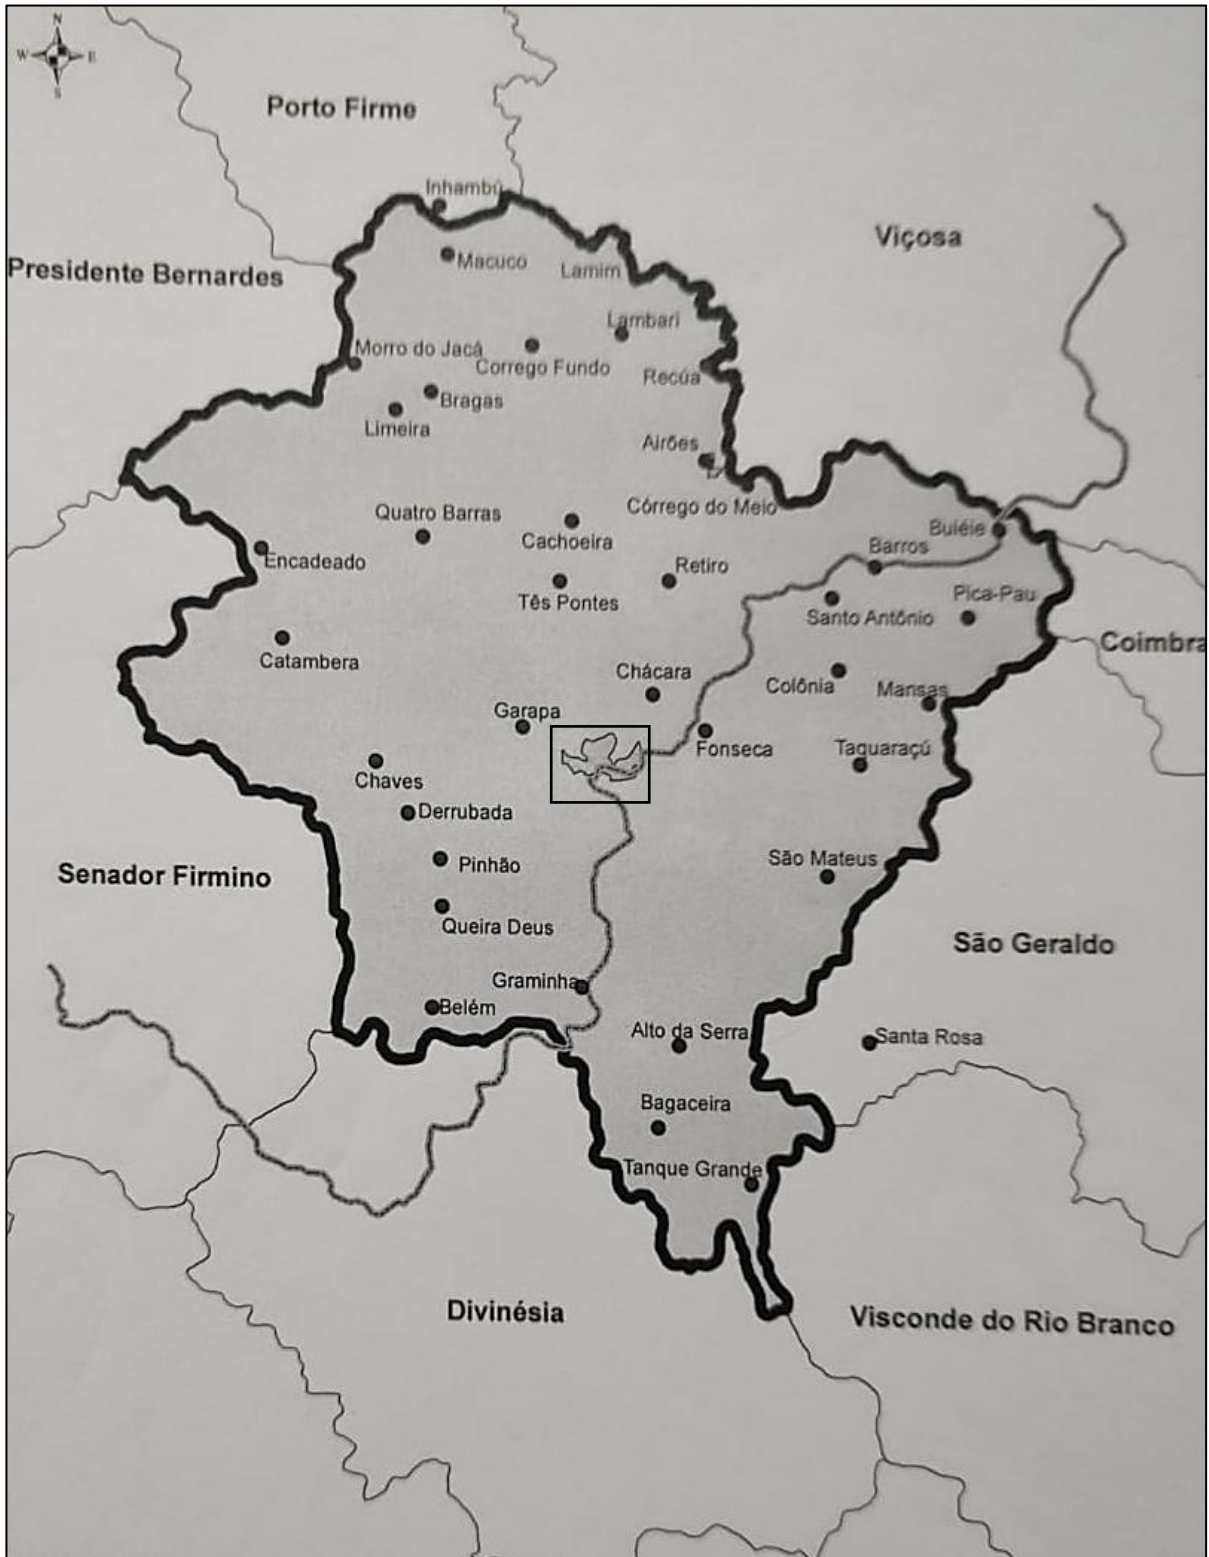 N
W E
S
Porto Firme
Inhambú
Viçosa
Macuco
Lamim
Presidente Bernardes
Lambari
Morro do Jacá
Corrego Fundo
Recúa
Bragas
Limeira
Airões
Córrego do Meio
Quatro Barras
Cachoeira
Buiéie
Barros
Encadeado
Retiro
Tês Pontes
Pica-Pau
Santo Antônio
Coimbra
Catambera
Chácara
Colônia
Mansas
Garapa
Fonseca
Taquaraçú
Chaves
Derrubada
São Mateus
Pinhão
Senador Firmino
Queira Deus
São Geraldo
Graminha
Belém
Alto da Serra
Santa Rosa
Bagaceira
Tanque Grande
Divinésia
Visconde do Rio Branco